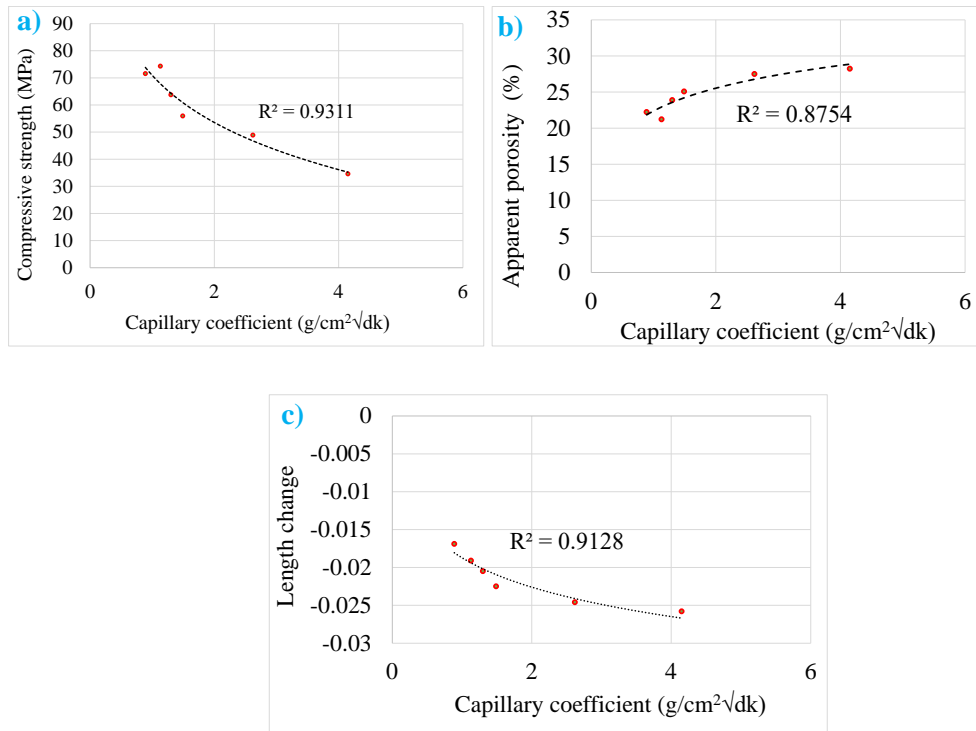 a)
Compressive strength (MPa)
90
80
70
60
50
40
30
20
10
0
R² = 0.9311
0 2 4 6
Capillary coefficient (g/cm²√dk)
b)
Apparent porosity (%)
35
30
25
20
15
10
5
0
R² = 0.8754
0 2 4 6
Capillary coefficient (g/cm²√dk)
c)
Length change
0
-0.005
-0.01
-0.015
-0.02
-0.025
-0.03
R² = 0.9128
0 2 4 6
Capillary coefficient (g/cm²√dk)